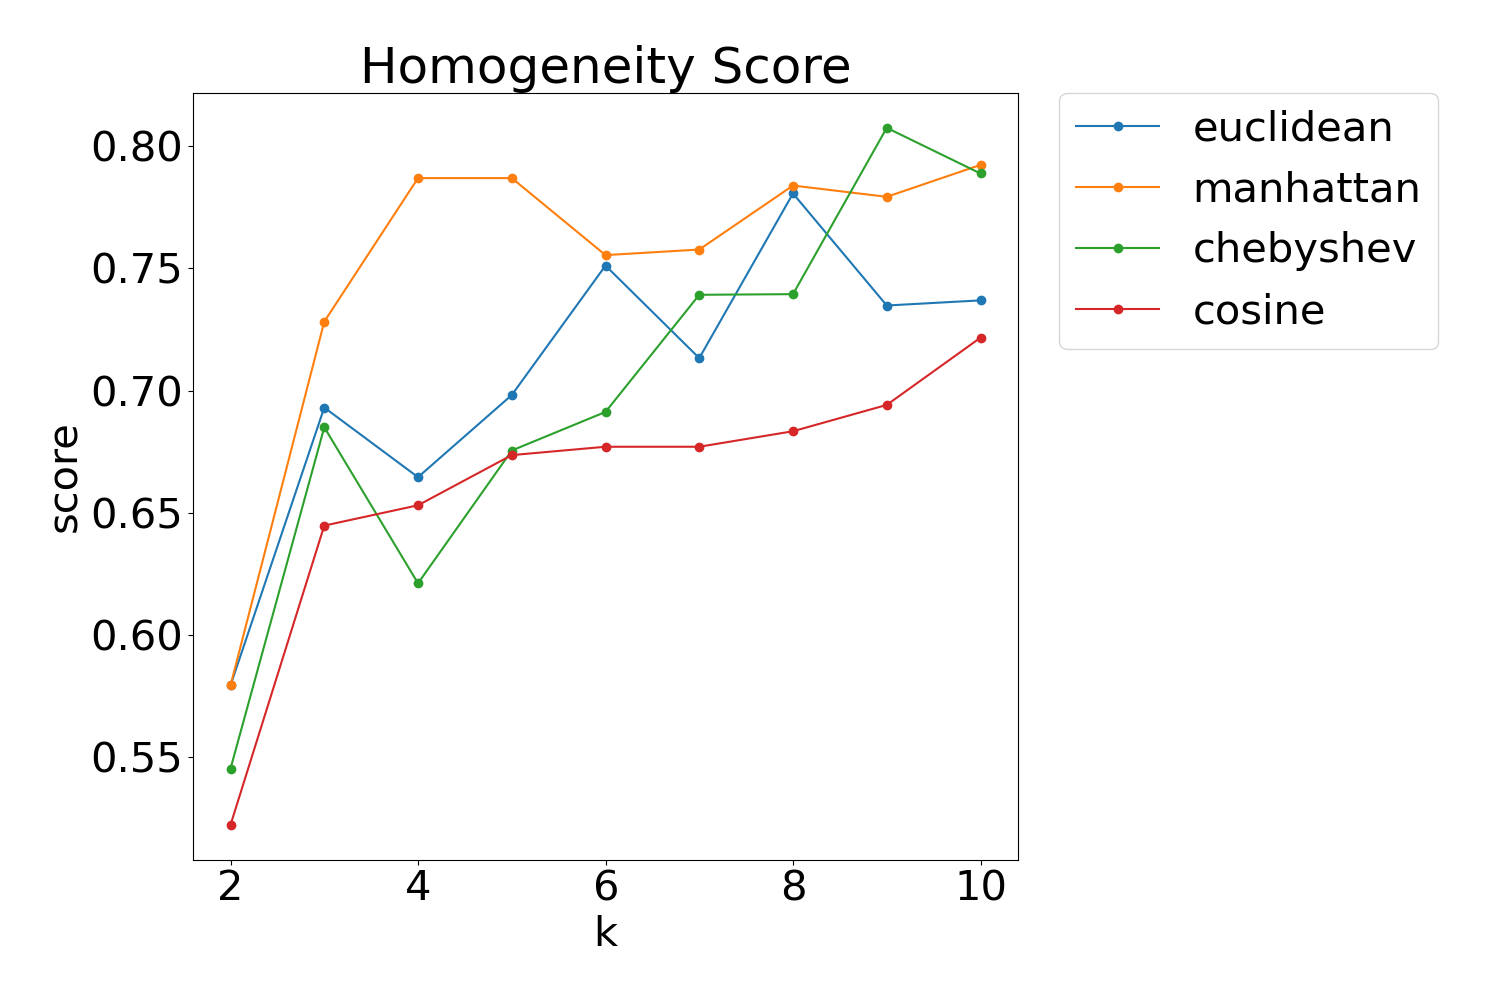 Homogeneity Score
euclidean
manhattan
chebyshev
cosine
score
0.80
0.75
0.70
0.65
0.60
0.55
2 4 6 8 10
k